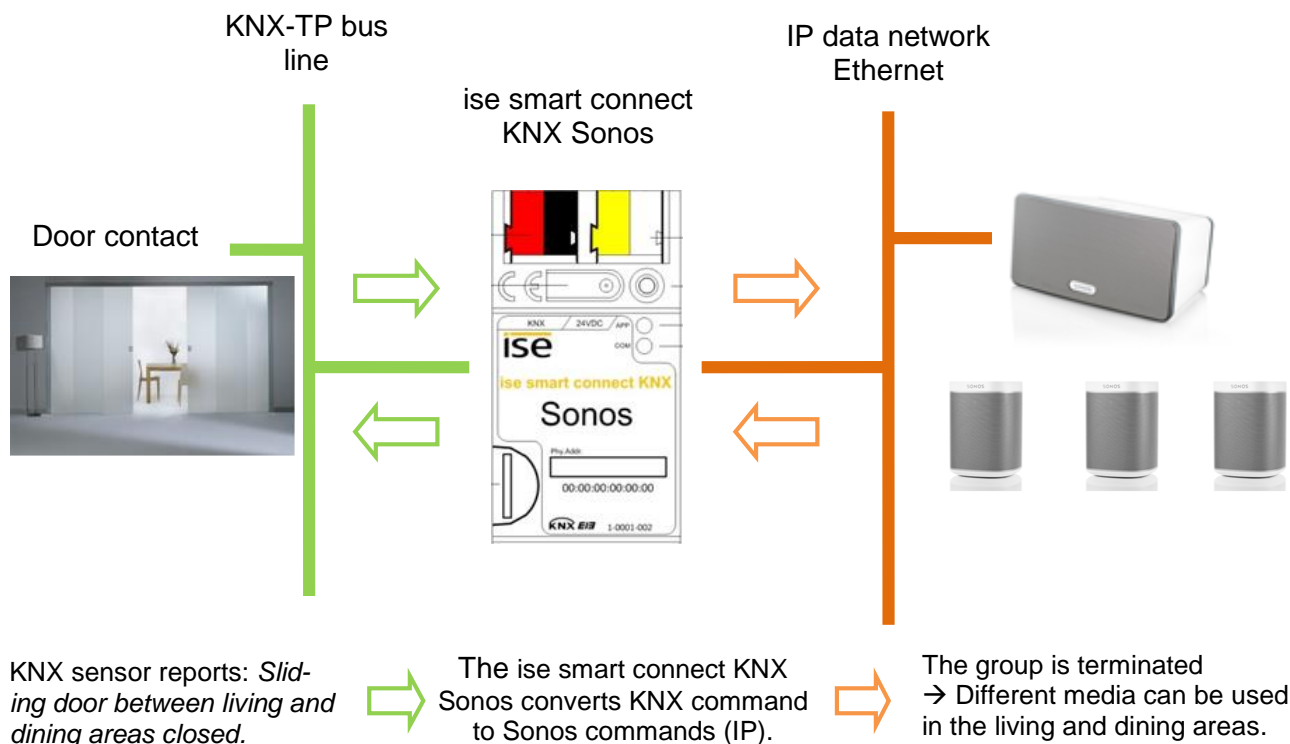 KNX-TP bus
line
IP data network
Ethernet
ise smart connect
KNX Sonos
Door contact
KNX
24VDC
APP
COM
ise
ise smart connect KNX
Sonos
Phy.Addr.
00:00:00:00:00:00
KNX EIB
1-0001-002
SONOS
SONOS
SONOS
KNX sensor reports: Slid-
ing door between living and
dining areas closed.
The ise smart connect KNX
Sonos converts KNX command
to Sonos commands (IP).
The group is terminated
→ Different media can be used
in the living and dining areas.